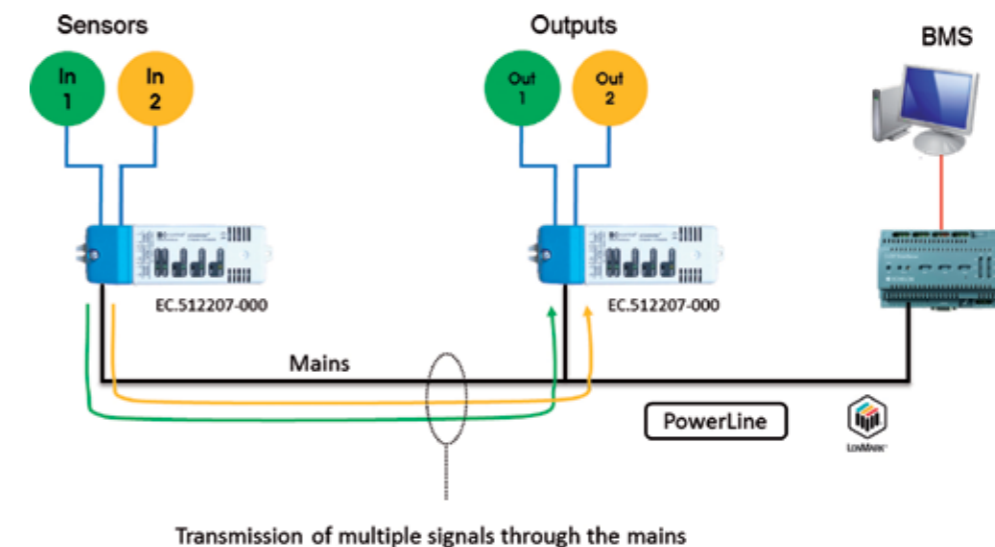 Sensors
Outputs
BMS
In
1
In
2
Out
1
Out
2
EC.512207-000
EC.512207-000
Mains
PowerLine
LONMARK
Transmission of multiple signals through the mains